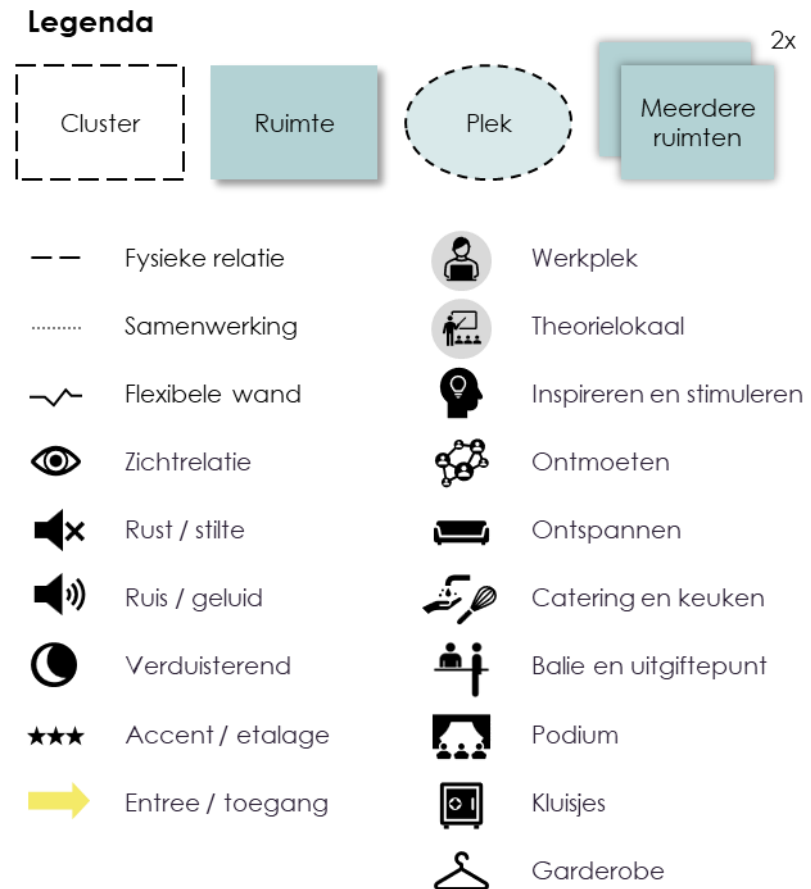 Legenda
Cluster
Ruimte
Plek
2x
Meerdere
ruimten
Fysieke relatie
Samenwerking
Flexibele wand
Zichtrelatie
Rust / stilte
Ruis / geluid
Verduisterend
Accent / etalage
Entree / toegang
Werkplek
Theorielokaal
Inspireren en stimuleren
Ontmoeten
Ontspannen
Catering en keuken
Balie en uitgiftepunt
Podium
Kluisjes
Garderobe